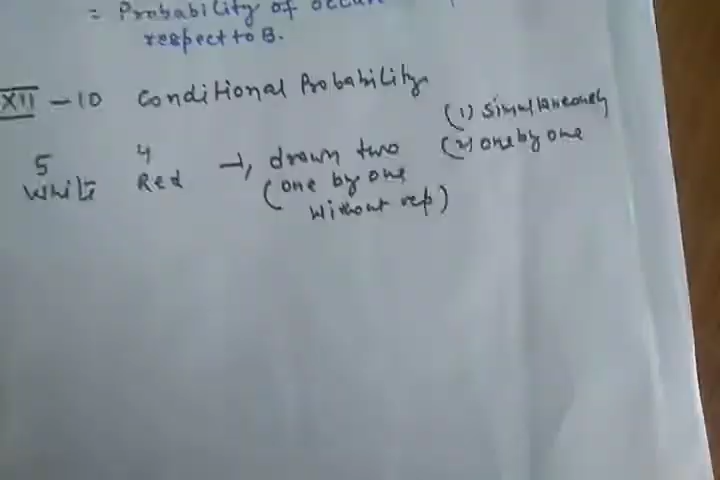 = Probability of occur
respect to B.
XII - 10 Conditional Probability
(1) simultaneously
(2) one by one
5 4
White Red → drawn two
(one by one
without rep)